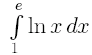 ∫₁ᵉ ln x dx